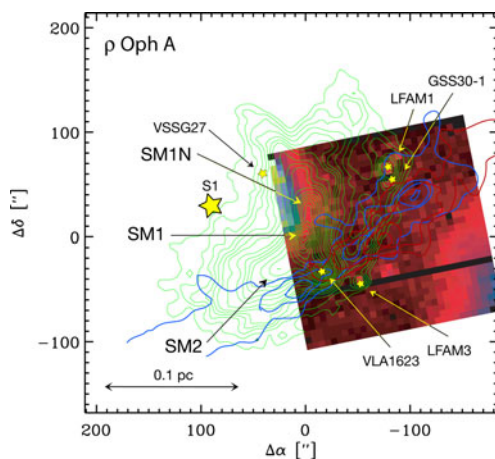 ρ Oph A
200
100
0
−100
Δδ [″]
VSSG27
LFAM1
GSS30-1
SM1N
S1
SM1
SM2
VLA1623
LFAM3
0.1 pc
200
100
0
−100
Δα [″]